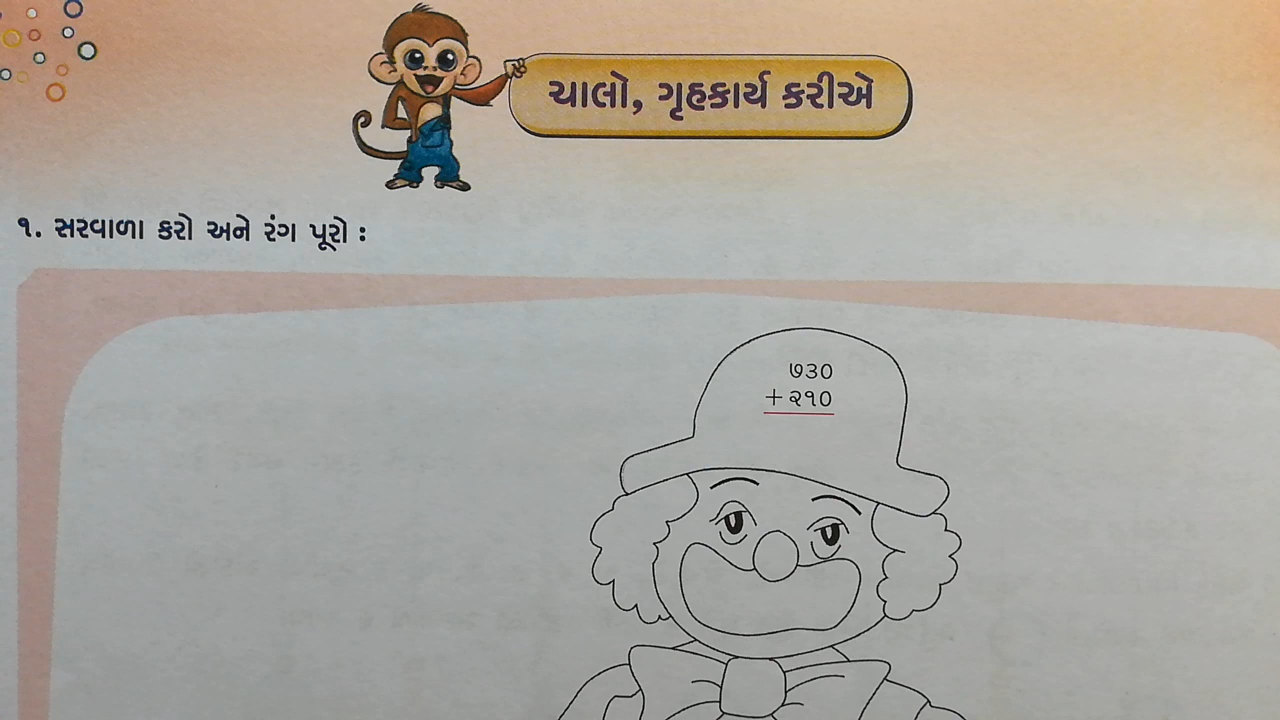 ચાલો, ગૃહકાર્ય કરીએ
૧. સરવાળા કરો અને રંગ પૂરો :
૭૩૦
+ ૨૧૦